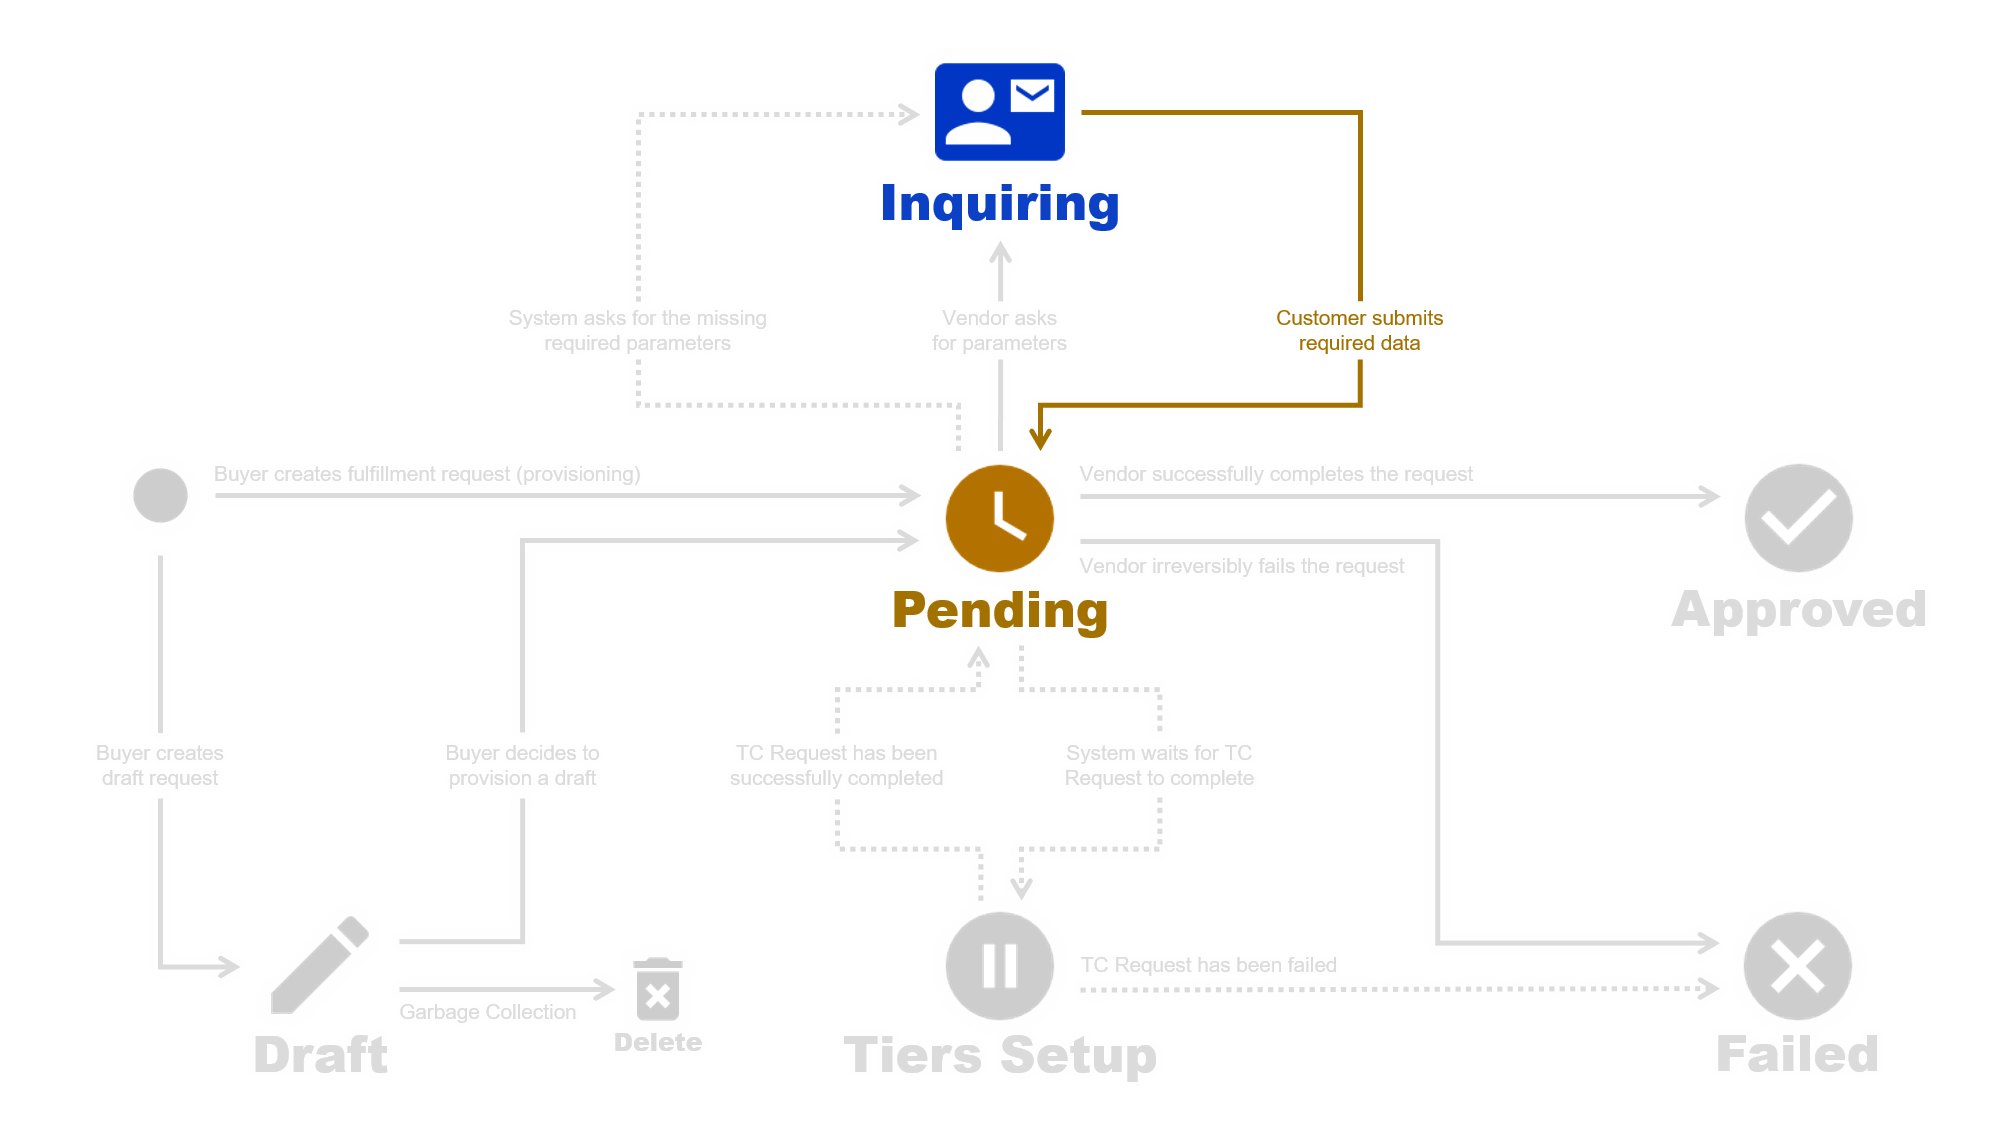 Inquiring
System asks for the missing
required parameters
Vendor asks
for parameters
Customer submits
required data
Buyer creates fulfillment request (provisioning)
Vendor successfully completes the request
Vendor irreversibly fails the request
Pending
Approved
Buyer creates
draft request
Buyer decides to
provision a draft
TC Request has been
successfully completed
System waits for TC
Request to complete
TC Request has been failed
Garbage Collection
Draft
Delete
Tiers Setup
Failed